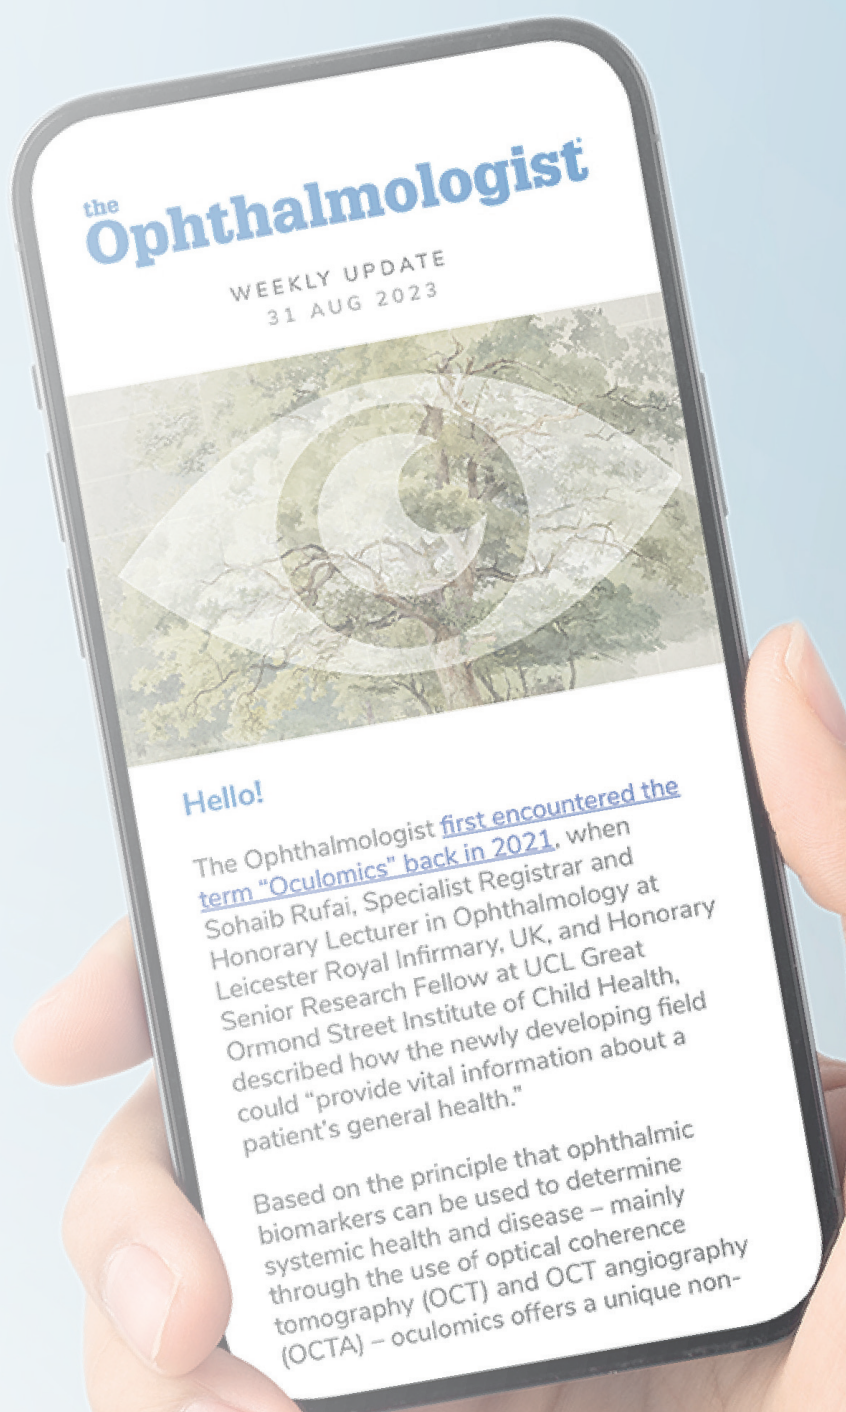 the
Ophthalmologist
WEEKLY UPDATE
31 AUG 2023
Hello!
The Ophthalmologist first encountered the
term “Oculomics” back in 2021, when
Sohaib Rufai, Specialist Registrar and
Honorary Lecturer in Ophthalmology at
Leicester Royal Infirmary, UK, and Honorary
Senior Research Fellow at UCL Great
Ormond Street Institute of Child Health,
described how the newly developing field
could “provide vital information about a
patient's general health.”
Based on the principle that ophthalmic
biomarkers can be used to determine
systemic health and disease – mainly
through the use of optical coherence
tomography (OCT) and OCT angiography
(OCTA) – oculomics offers a unique non-